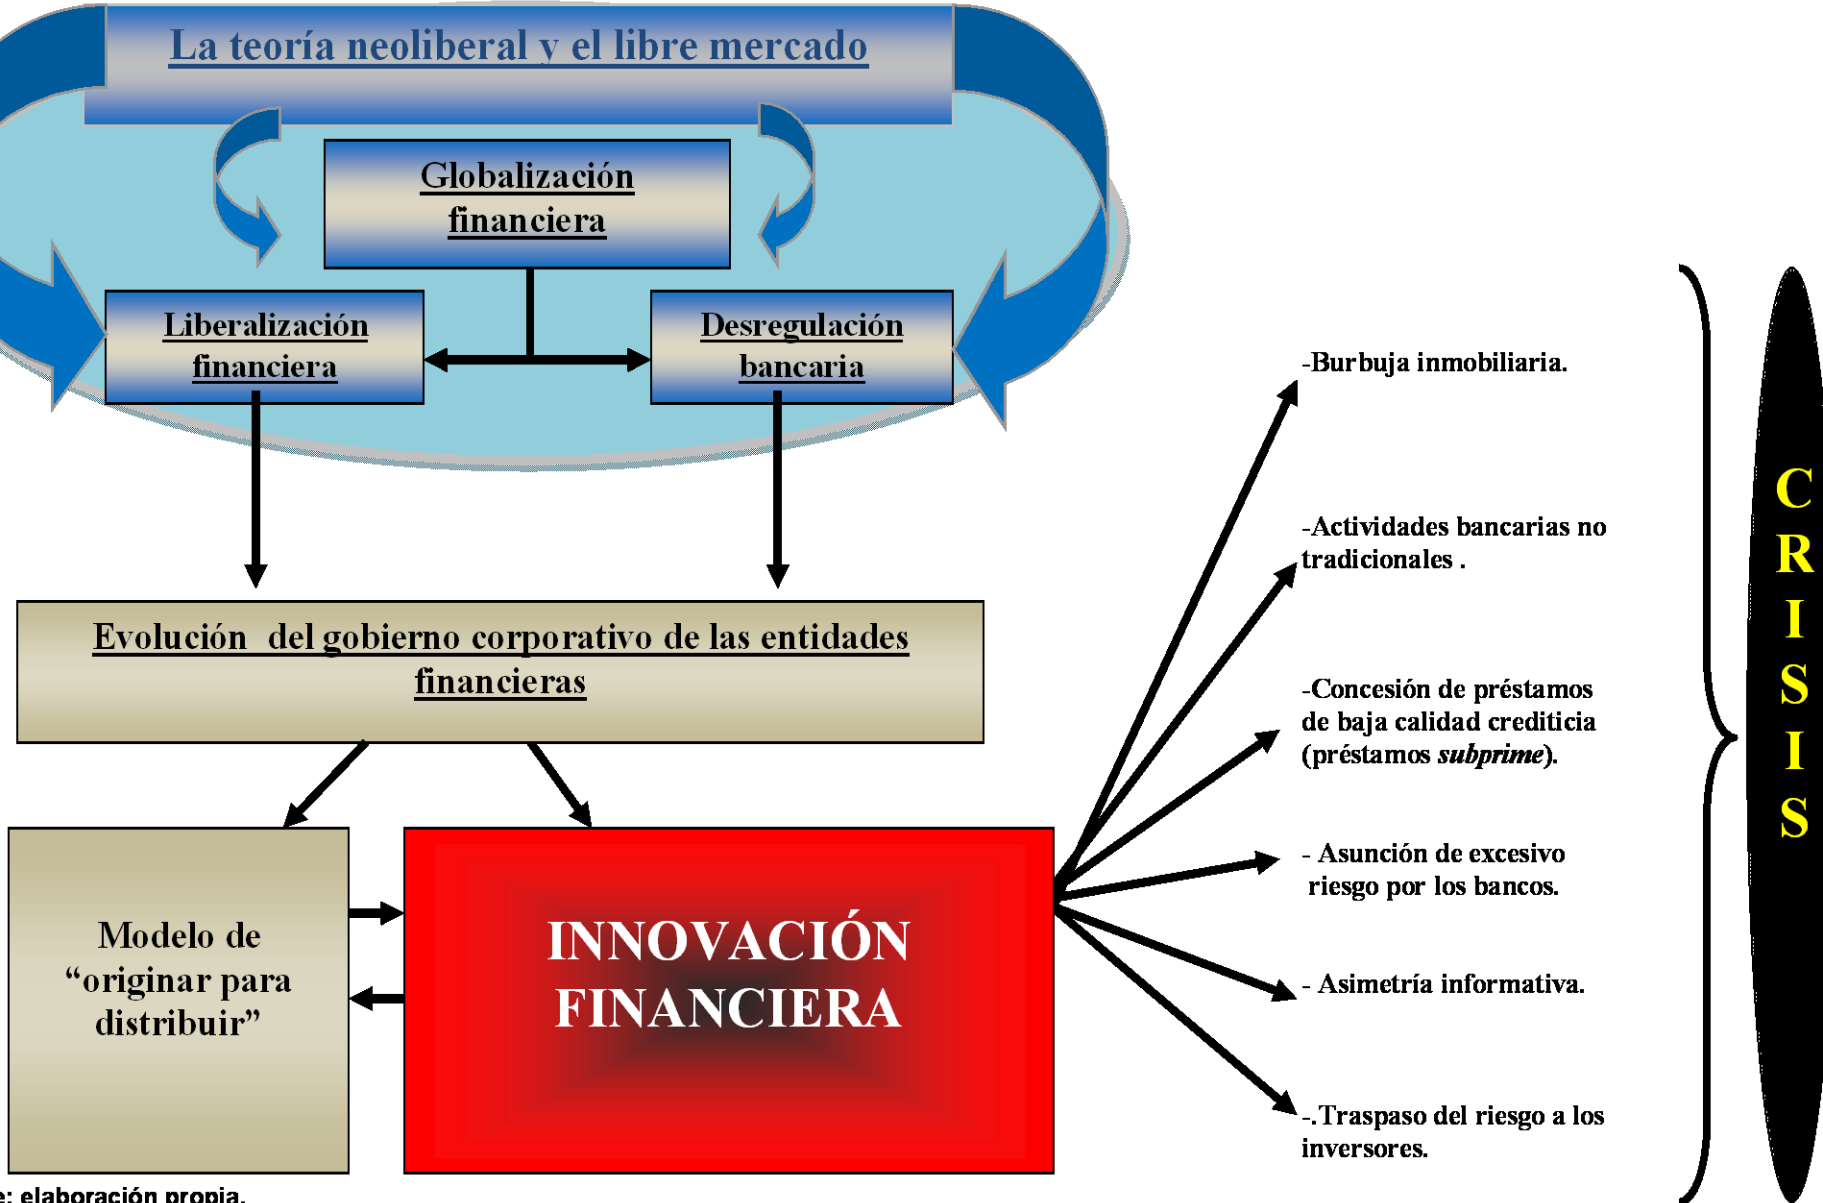 La teoría neoliberal y el libre mercado
Globalización
financiera
Liberalización
financiera
Desregulación
bancaria
Evolución  del gobierno corporativo de las entidades
financieras
Modelo de
“originar para
distribuir”
INNOVACIÓN
FINANCIERA
-Burbuja inmobiliaria.
-Actividades bancarias no
tradicionales .
-Concesión de préstamos
de baja calidad crediticia
(préstamos subprime).
- Asunción de excesivo
riesgo por los bancos.
- Asimetría informativa.
-.Traspaso del riesgo a los
inversores.
C
R
I
S
I
S
e: elaboración propia.